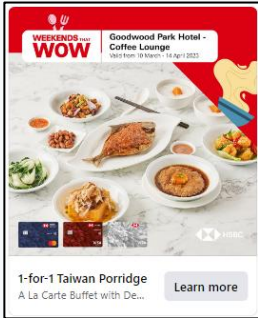 WEEKENDS THAT
WOW
Goodwood Park Hotel -
Coffee Lounge
Valid from 10 March - 14 April 2023
HSBC
1-for-1 Taiwan Porridge
A La Carte Buffet with De...
Learn more